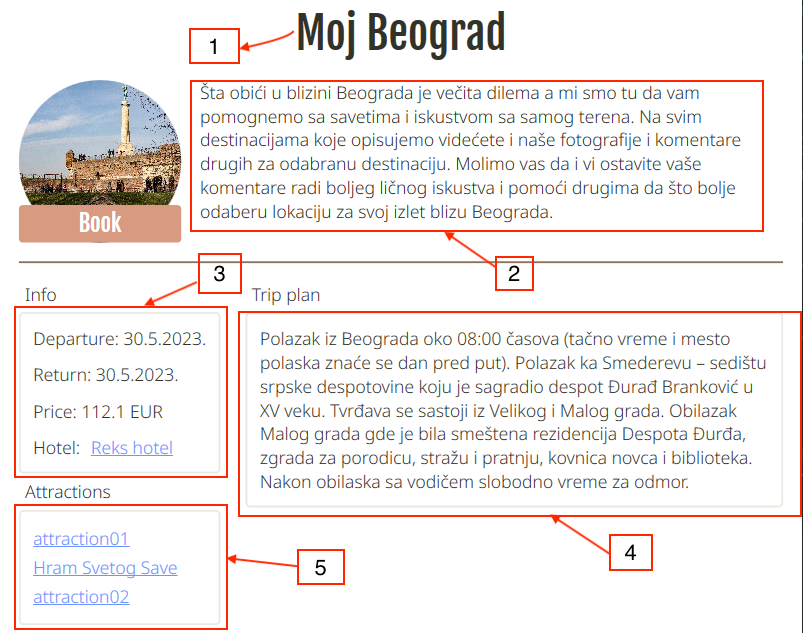 Moj Beograd
1
Šta obići u blizini Beograda je večita dilema a mi smo tu da vam
pomognemo sa savetima i iskustvom sa samog terena. Na svim
destinacijama koje opisujemo videćete i naše fotografije i komentare
drugih za odabranu destinaciju. Molimo vas da i vi ostavite vaše
komentare radi boljeg ličnog iskustva i pomoći drugima da što bolje
odaberu lokaciju za svoj izlet blizu Beograda.
Book
2
3
Info
Departure: 30.5.2023.
Return: 30.5.2023.
Price: 112.1 EUR
Hotel: Reks hotel
Trip plan
Polazak iz Beograda oko 08:00 časova (tačno vreme i mesto
polaska znaće se dan pred put). Polazak ka Smederevu – sedištu
srpske despotovine koju je sagradio despot Đurađ Branković u
XV veku. Tvrđava se sastoji iz Velikog i Malog grada. Obilazak
Malog grada gde je bila smeštena rezidencija Despota Đurđa,
zgrada za porodicu, stražu i pratnju, kovnica novca i biblioteka.
Nakon obilaska sa vodičem slobodno vreme za odmor.
4
Attractions
attraction01
Hram Svetog Save
attraction02
5